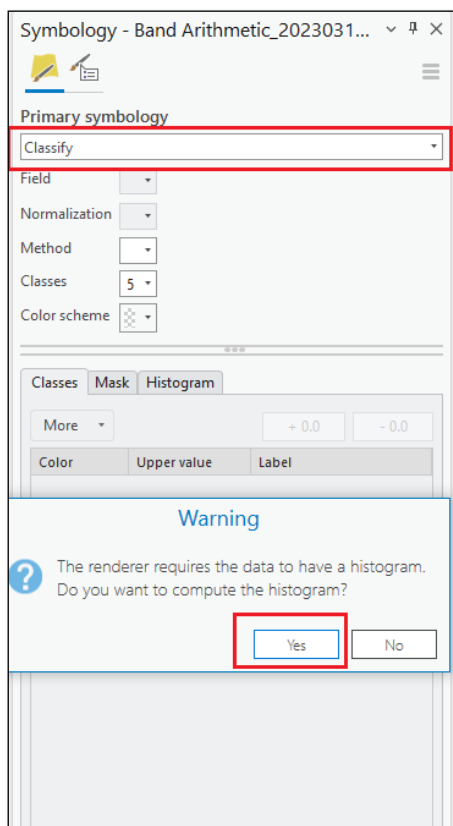 Symbology - Band Arithmetic_2023031...
Primary symbology
Classify
Field
Normalization
Method
Classes 5
Color scheme
Classes Mask Histogram
More + 0.0 - 0.0
Color Upper value Label
Warning
The renderer requires the data to have a histogram.
Do you want to compute the histogram?
Yes No